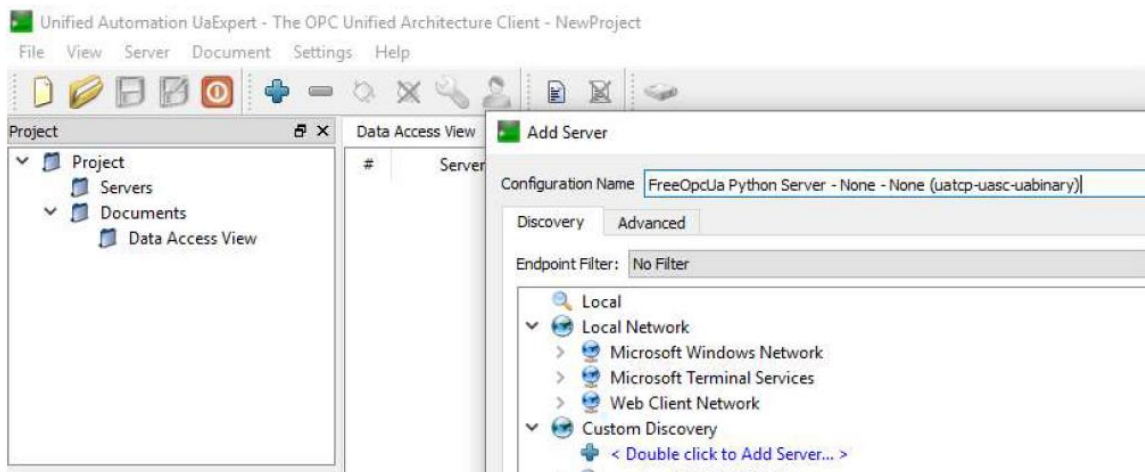 Unified Automation UaExpert - The OPC Unified Architecture Client - NewProject
File View Server Document Settings Help
Project
Project
Servers
Documents
Data Access View
Data Access View
# Server
Add Server
Configuration Name FreeOpcUa Python Server - None - None (uatcp-uasc-uabinary)
Discovery Advanced
Endpoint Filter: No Filter
Local
Local Network
Microsoft Windows Network
Microsoft Terminal Services
Web Client Network
Custom Discovery
< Double click to Add Server... >